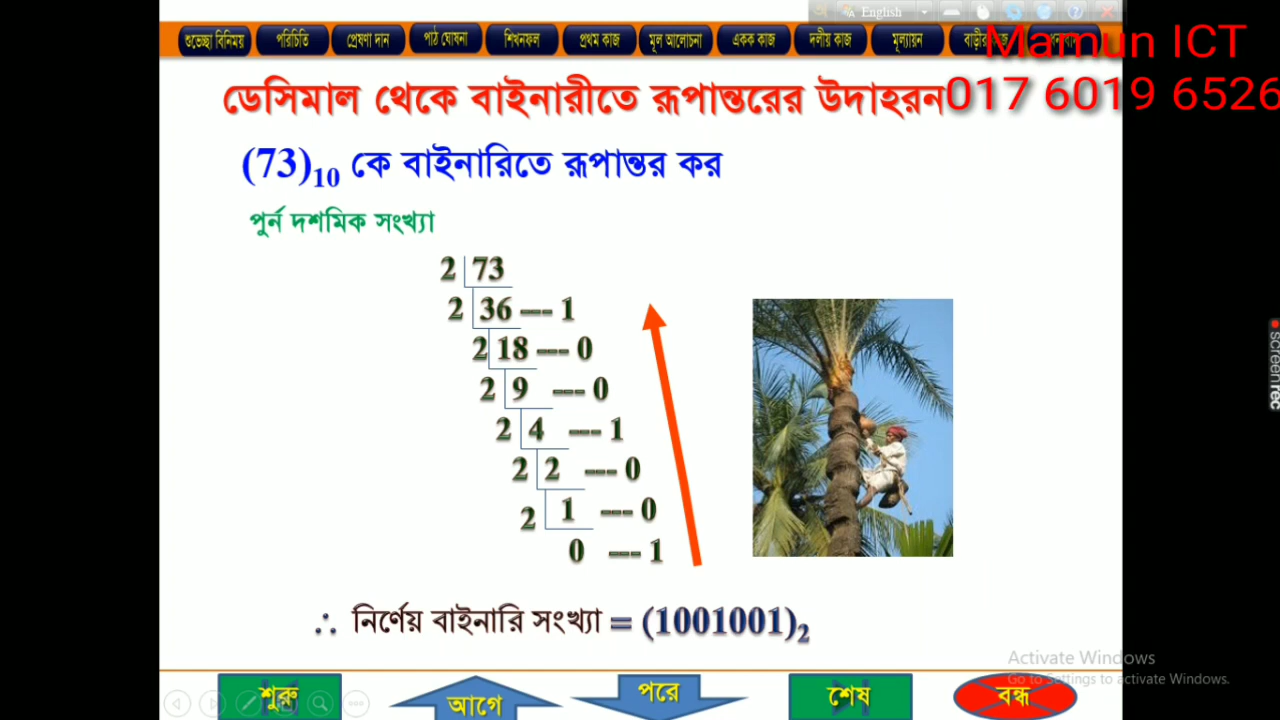 English
শুভেচ্ছা বিনিময় পরিচিতি প্রেষণা দান পাঠ ঘোষনা শিখনফল প্রথম কাজ মূল আলোচনা একক কাজ দলীয় কাজ মূল্যায়ন
Mamun ICT
017 6019 6526
ডেসিমাল থেকে বাইনারীতে রূপান্তরের উদাহরন
(73)10 কে বাইনারিতে রূপান্তর কর
পুর্ন দশমিক সংখ্যা
2 73
2 36 --- 1
2 18 --- 0
2 9 --- 0
2 4 --- 1
2 2 --- 0
2 1 --- 0
0 --- 1
∴ নির্ণেয় বাইনারি সংখ্যা = (1001001)2
Activate Windows
Go to Settings to activate Windows.
শুরু আগে পরে শেষ বন্ধ
screenrec